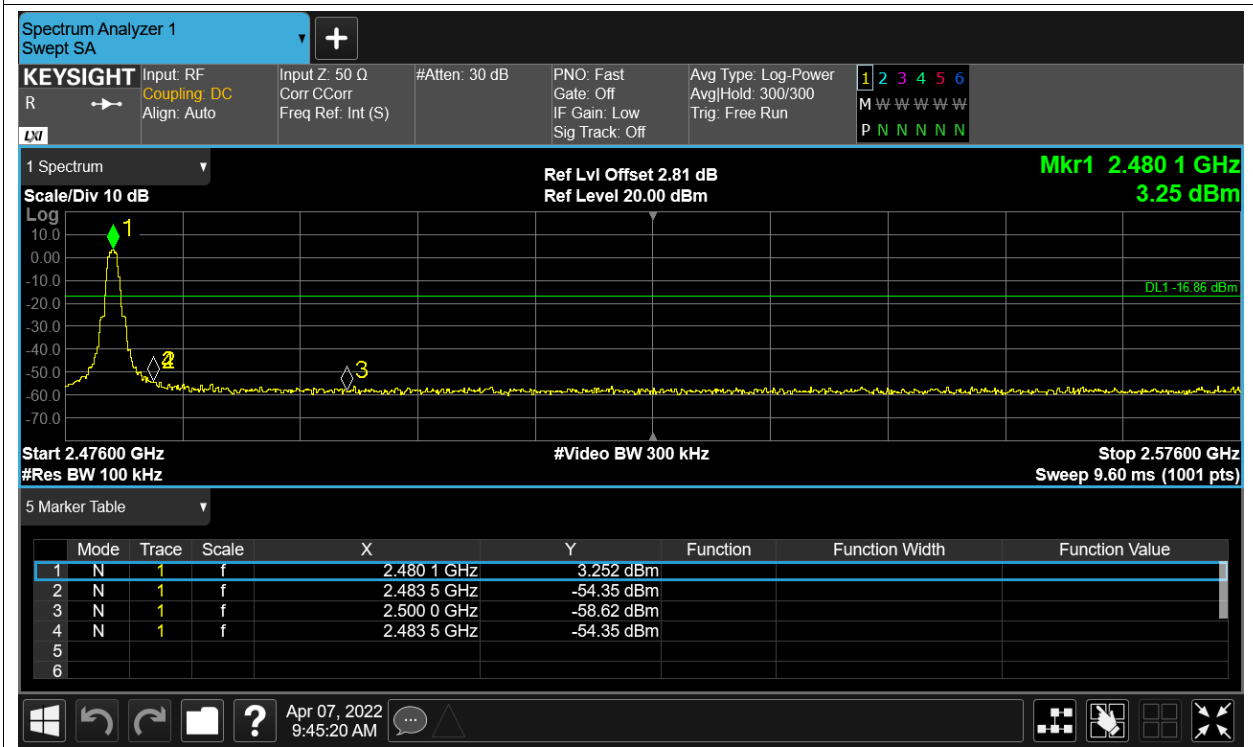 Spectrum Analyzer 1
Swept SA
+
KEYSIGHT Input: RF Input Z: 50 Ω #Atten: 30 dB PNO: Fast Avg Type: Log-Power 1 2 3 4 5 6
R Coupling: DC Corr CCorr Gate: Off Avg|Hold: 300/300 M W W W W W
Align: Auto Freq Ref: Int (S) IF Gain: Low Trig: Free Run
LXI Sig Track: Off P N N N N N
1 Spectrum Ref Lvl Offset 2.81 dB Mkr1 2.480 1 GHz
Scale/Div 10 dB Ref Level 20.00 dBm 3.25 dBm
Log
1
10.0
0.00
-10.0
DL1 -16.86 dBm
-20.0
-30.0
-40.0
2
3
-50.0
-60.0
-70.0
Start 2.47600 GHz #Video BW 300 kHz Stop 2.57600 GHz
#Res BW 100 kHz Sweep 9.60 ms (1001 pts)
5 Marker Table
Mode Trace Scale X Y Function Function Width Function Value
1 N 1 f 2.480 1 GHz 3.252 dBm
2 N 1 f 2.483 5 GHz -54.35 dBm
3 N 1 f 2.500 0 GHz -58.62 dBm
4 N 1 f 2.483 5 GHz -54.35 dBm
5
6
? Apr 07, 2022
9:45:20 AM